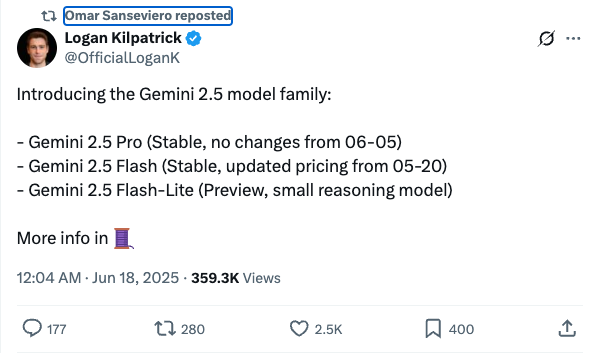 Omar Sanseviero reposted
Logan Kilpatrick
@OfficialLoganK
Introducing the Gemini 2.5 model family:
- Gemini 2.5 Pro (Stable, no changes from 06-05)
- Gemini 2.5 Flash (Stable, updated pricing from 05-20)
- Gemini 2.5 Flash-Lite (Preview, small reasoning model)
More info in 🧵
12:04 AM · Jun 18, 2025 · 359.3K Views
177 280 2.5K 400